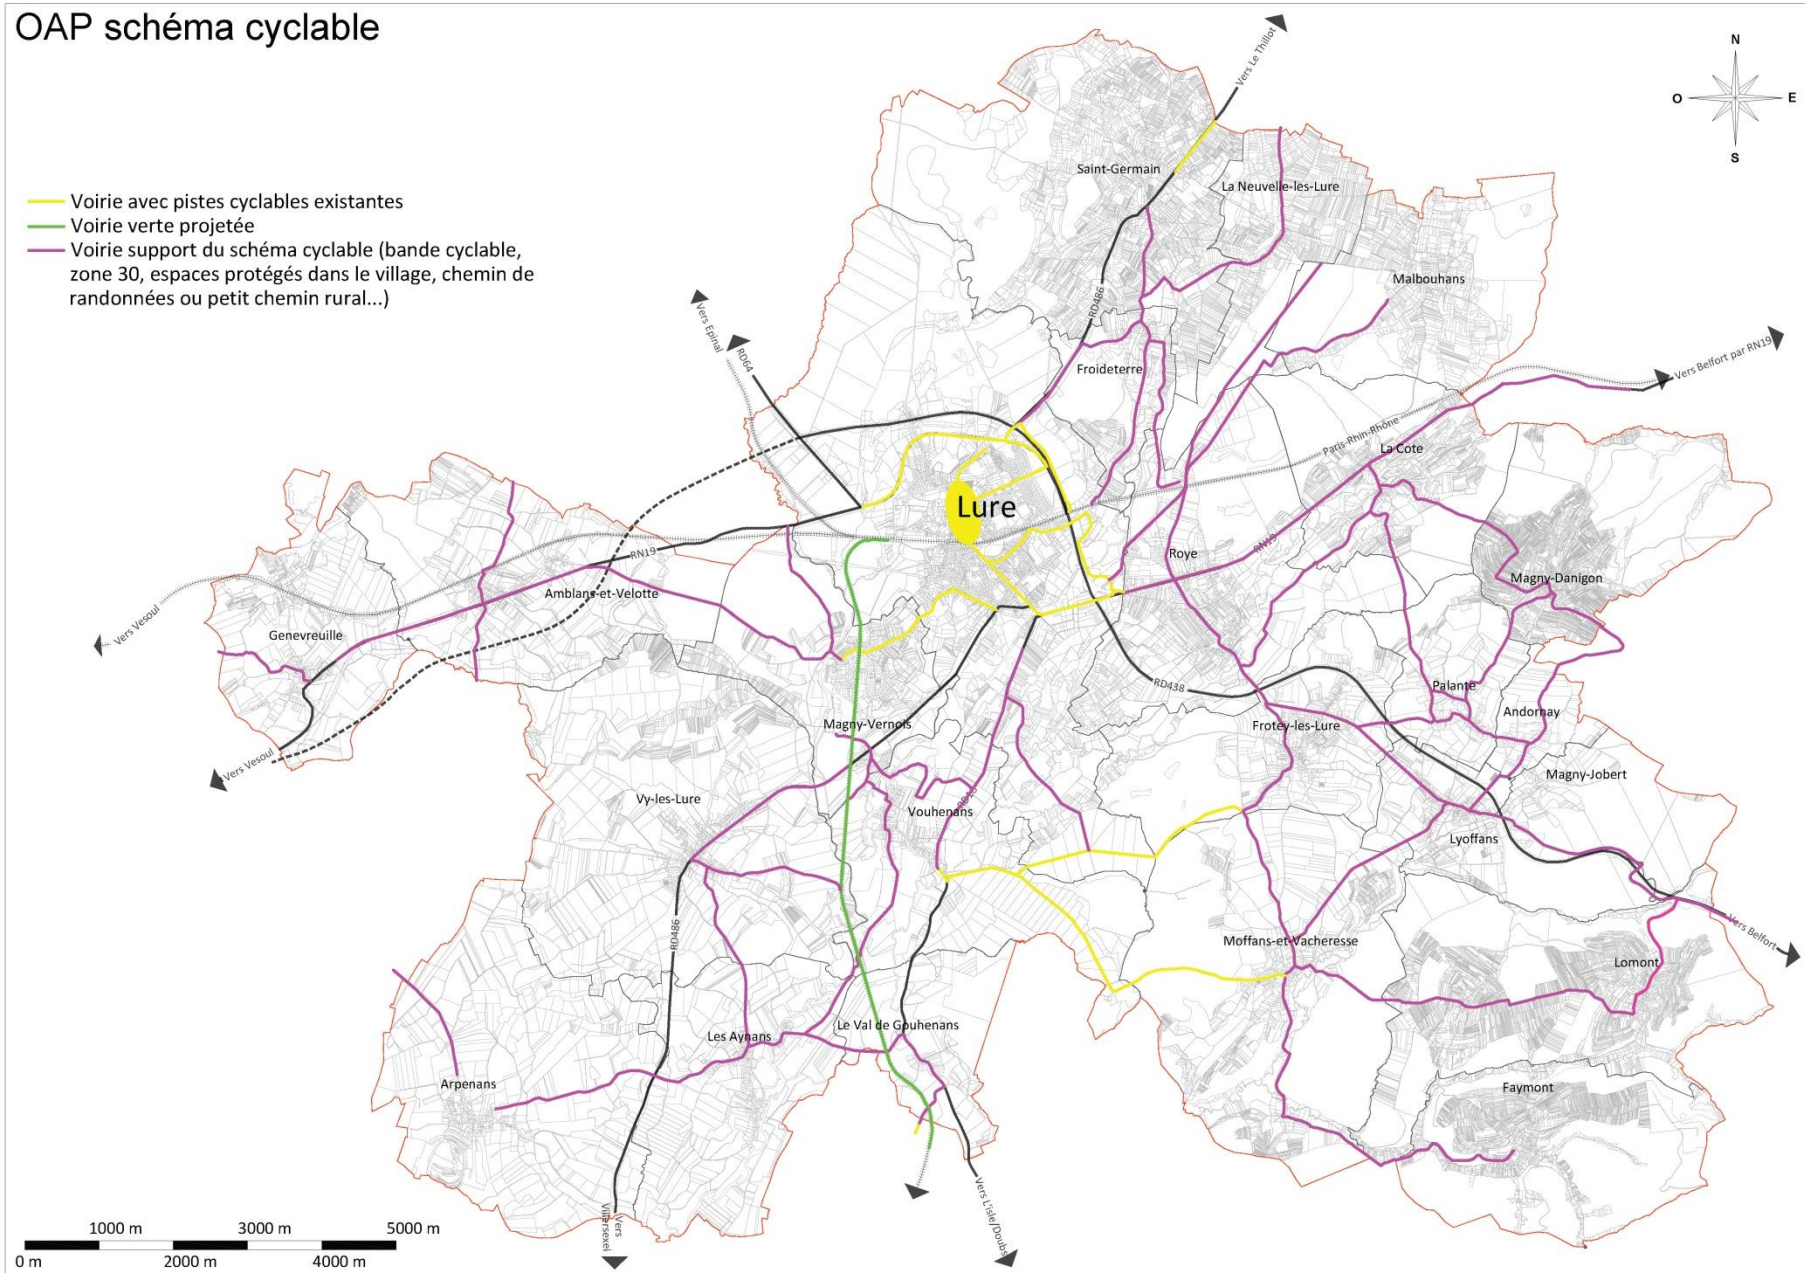 OAP schéma cyclable
N
O
E
S
Voirie avec pistes cyclables existantes
Voirie verte projetée
Voirie support du schéma cyclable (bande cyclable,
zone 30, espaces protégés dans le village, chemin de
randonnées ou petit chemin rural...)
Vers Le Thillot
Saint-Germain
La Neuvelle-les-Lure
Malbouhans
RD486
Vers Epinal
RD64
Froideterre
Vers Belfort par RN19
Paris-Rhin-Rhône
La Cote
Lure
RN19
RN19
Roye
Magny-Danigon
Amblans-et-Velotte
Vers Vesoul
Genevreuille
RD438
Palante
Andornay
Magny-Vernois
Frotey-les-Lure
Vers Vesoul
Magny-Jobert
Vy-les-Lure
Vouhenans
Lyoffans
RD486
Moffans-et-Vacheresse
Vers Belfort
Lomont
Le Val de Gouhenans
Les Aynans
Arpenans
Faymont
Vers L'isle/Doubs
Vers
Villersexel
1000 m
3000 m
5000 m
0 m
2000 m
4000 m